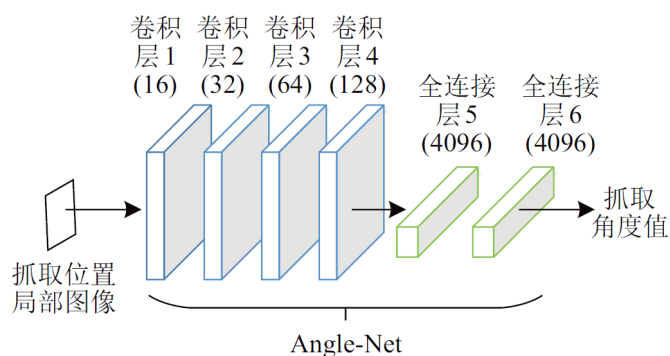 卷积
层1
(16)
卷积
层2
(32)
卷积
层3
(64)
卷积
层4
(128)
全连接
层5
(4096)
全连接
层6
(4096)
抓取位置
局部图像
抓取
角度值
Angle-Net